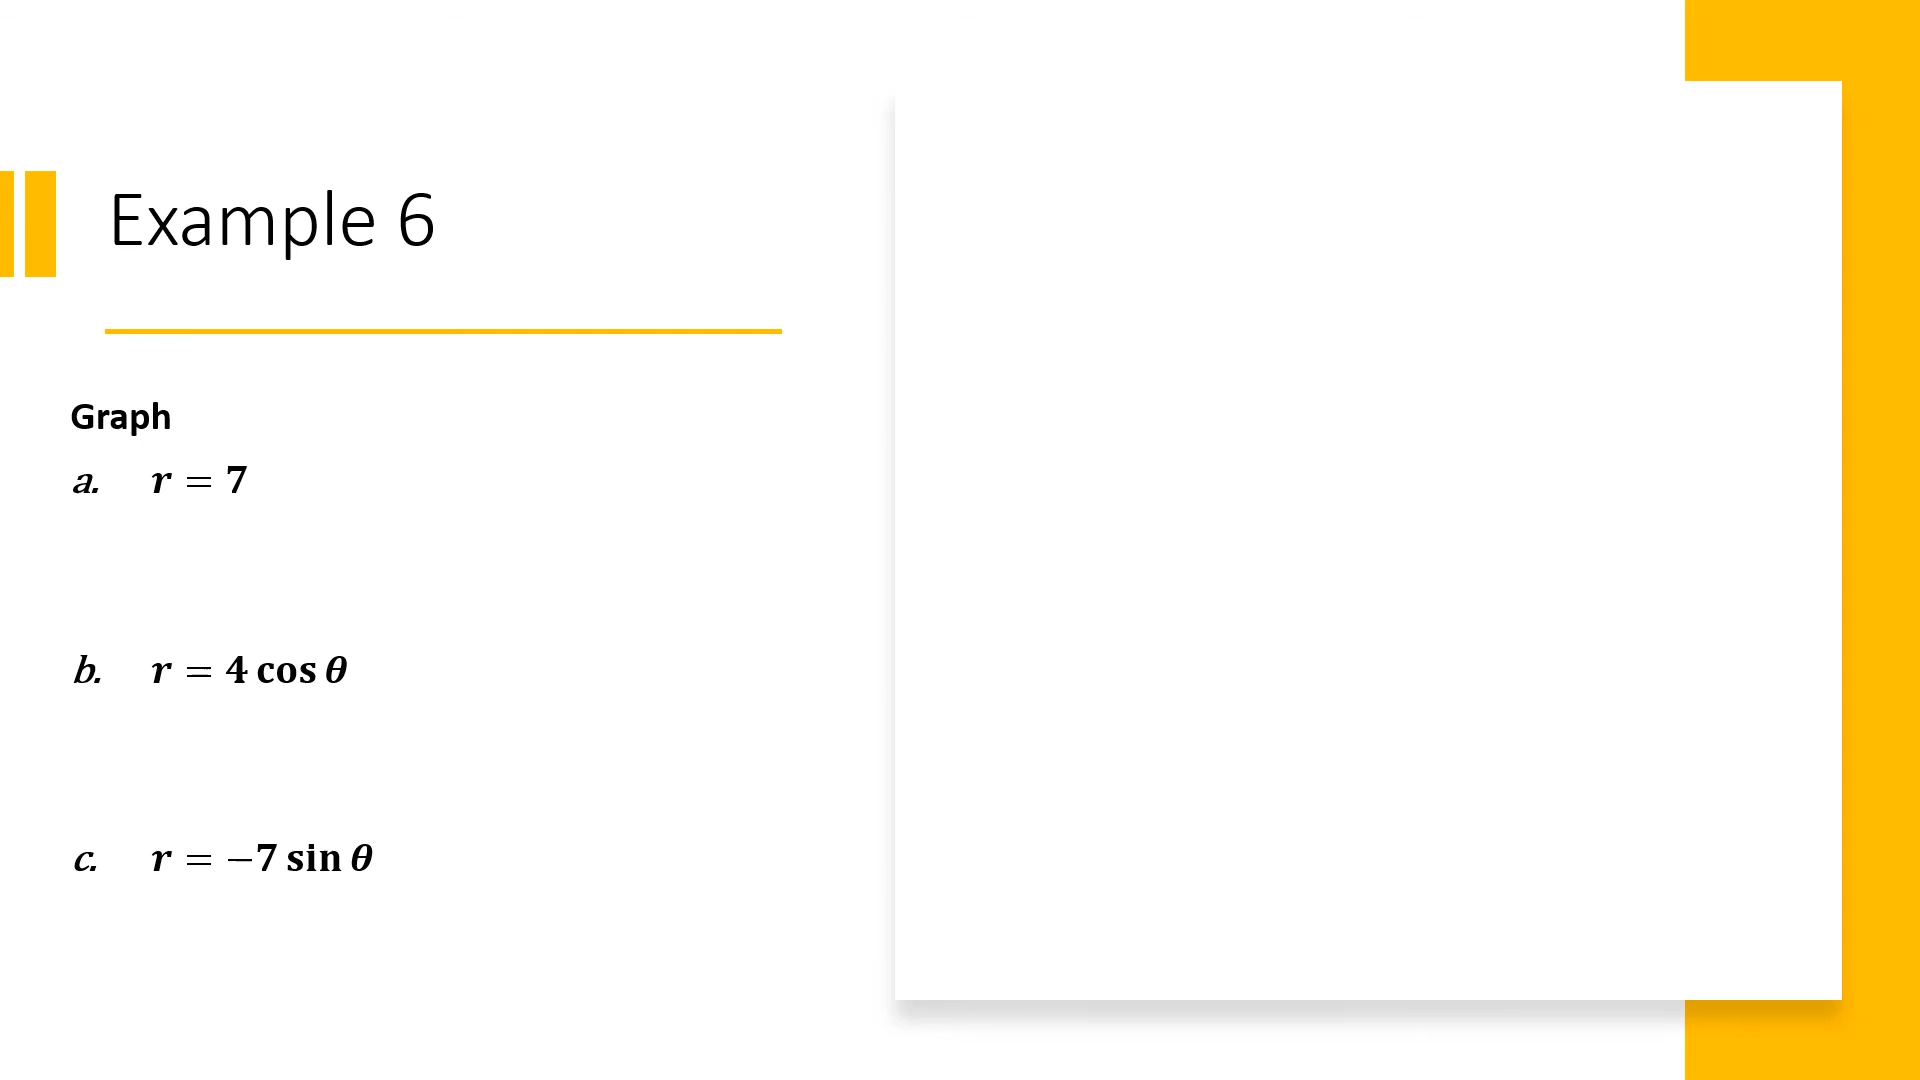 Example 6
Graph
a. r = 7
b. r = 4 cos θ
c. r = −7 sin θ